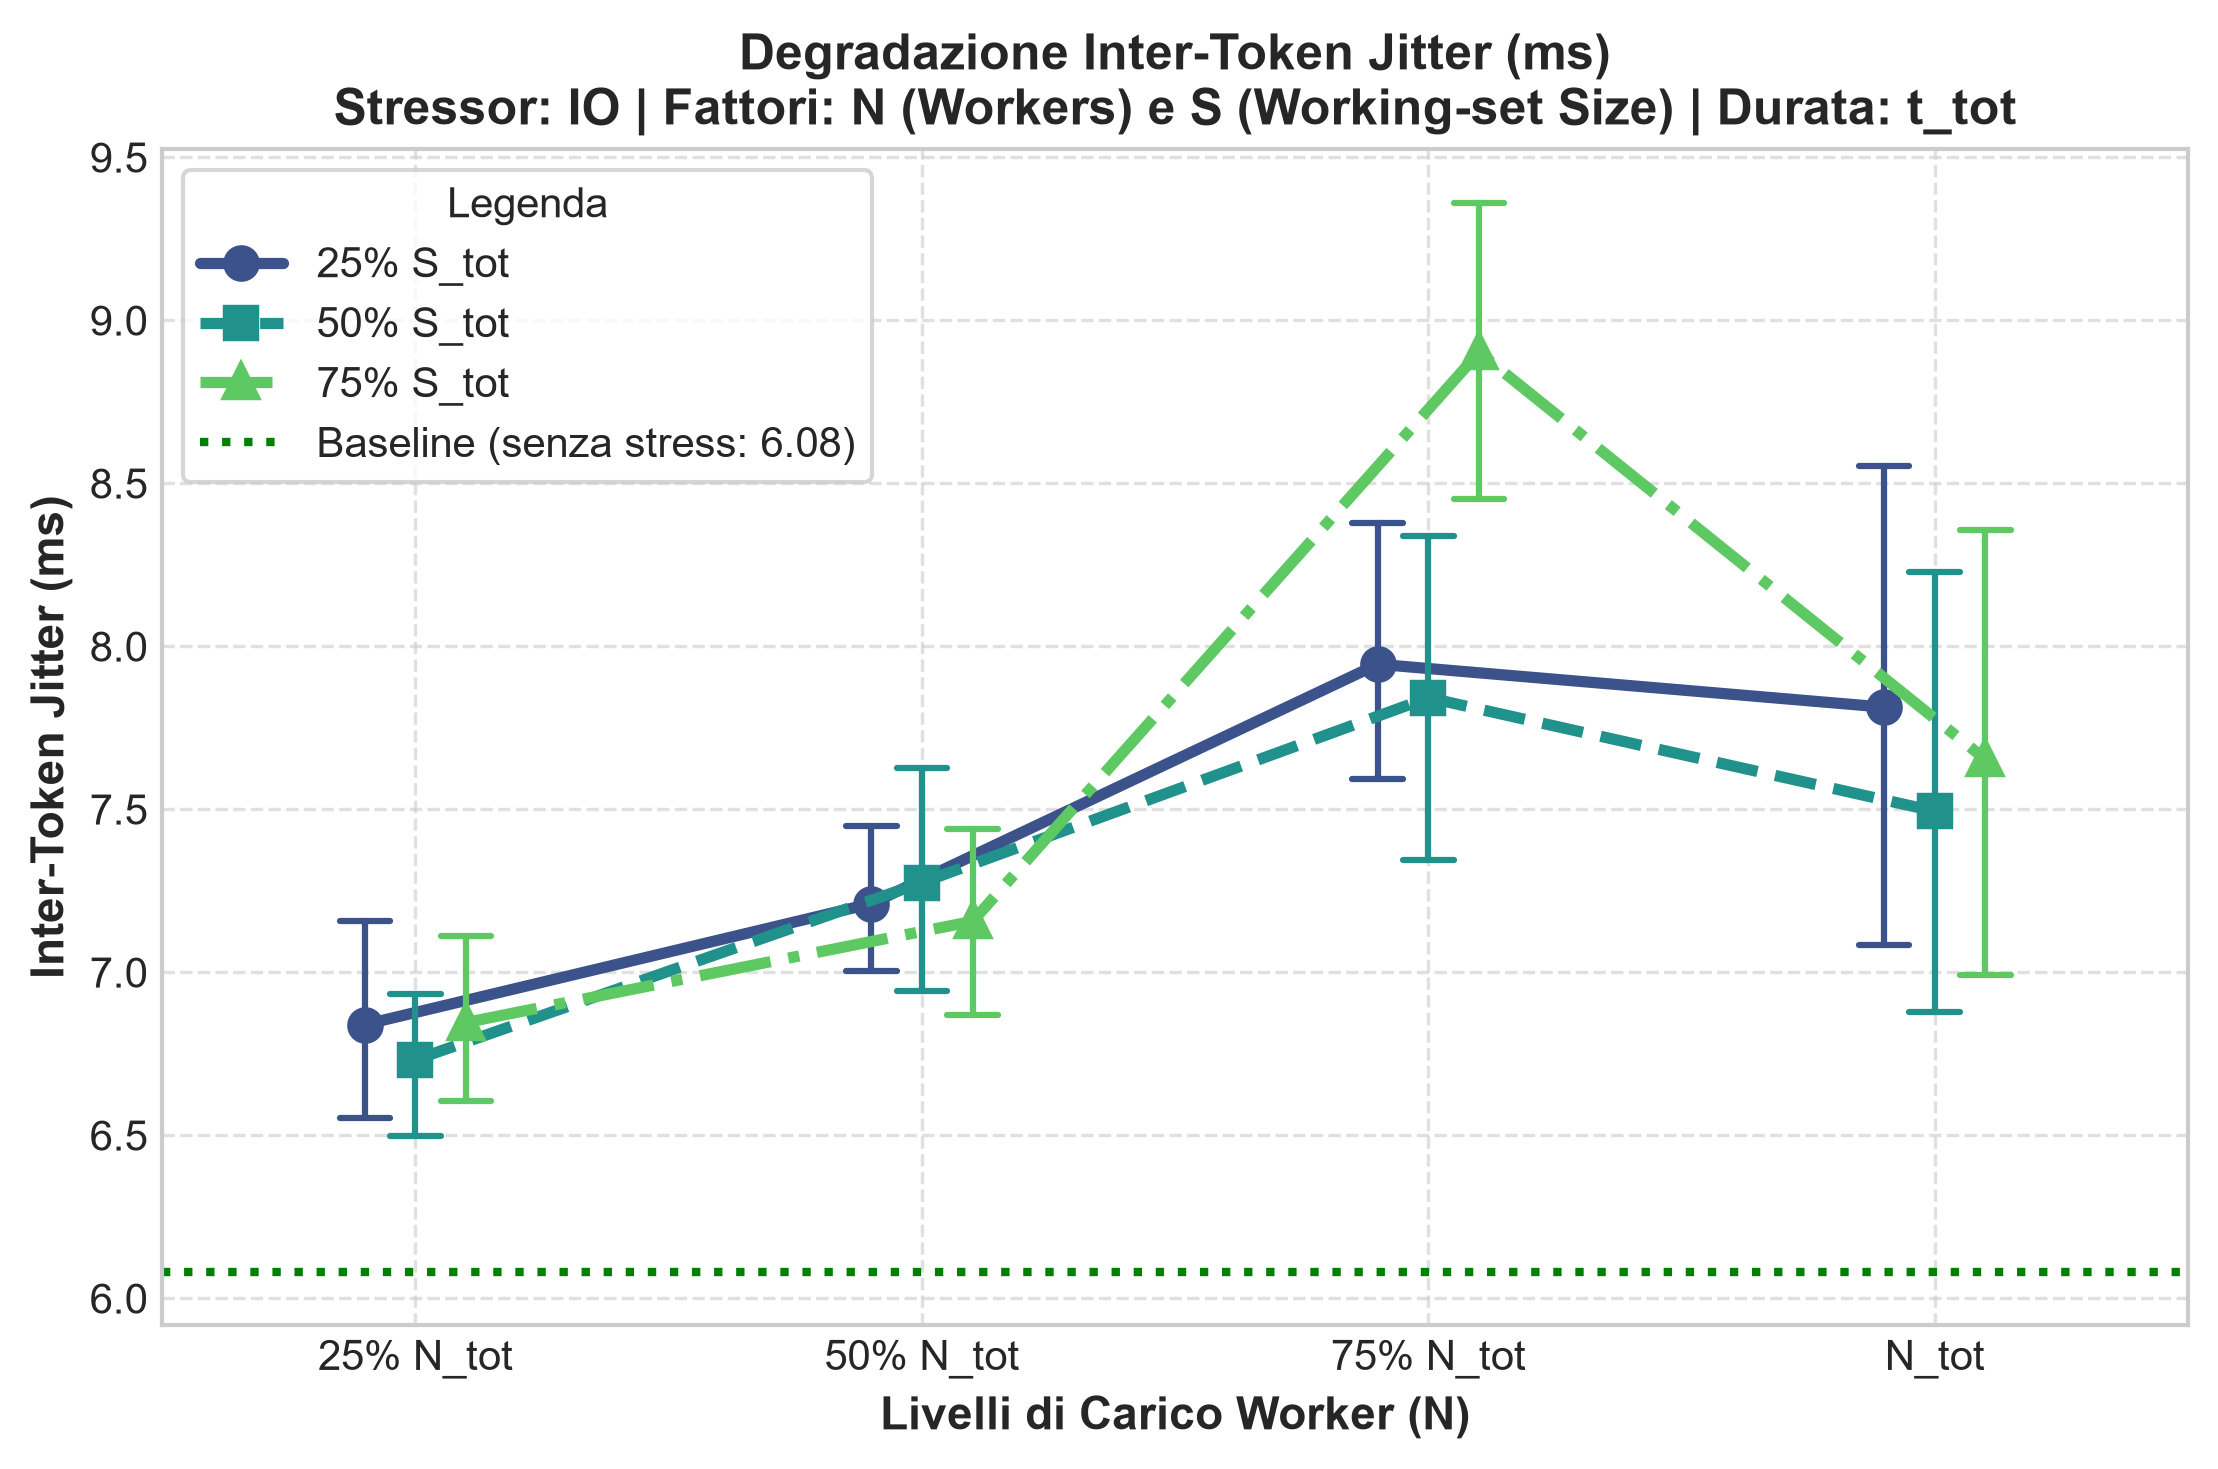 Degradazione Inter-Token Jitter (ms)
Stressor: IO | Fattori: N (Workers) e S (Working-set Size) | Durata: t_tot
Inter-Token Jitter (ms)
9.5
9.0
8.5
8.0
7.5
7.0
6.5
6.0
Legenda
25% S_tot
50% S_tot
75% S_tot
Baseline (senza stress: 6.08)
25% N_tot
50% N_tot
75% N_tot
N_tot
Livelli di Carico Worker (N)